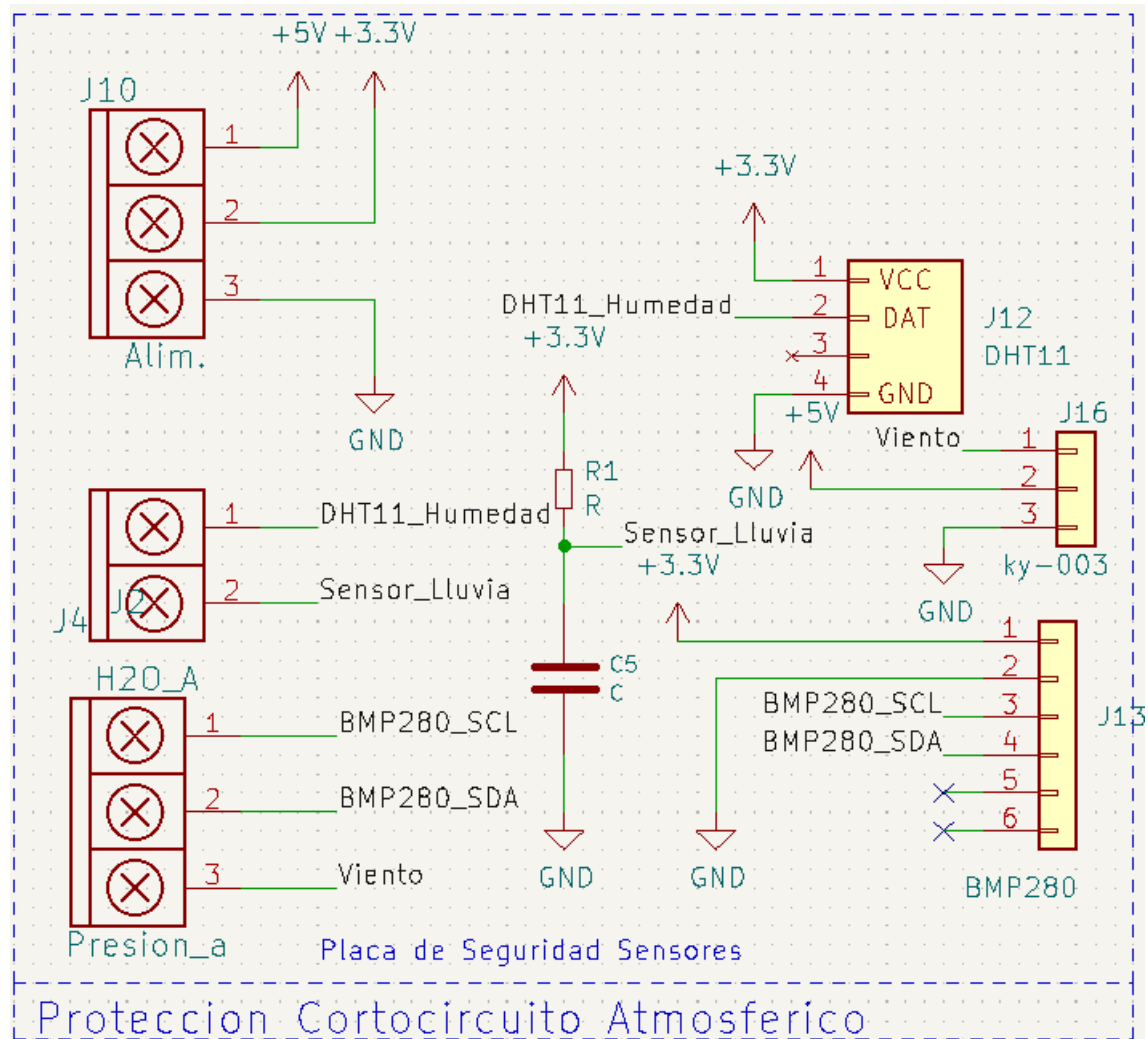 +5V +3.3V
J10
1
2
3
Alim.
GND
+3.3V
1 VCC
DHT11_Humedad 2 DAT
3
4 GND
J12
DHT11
GND
+3.3V
R1
R
Sensor_Lluvia
C5
C
GND
+5V
J16
Viento 1
2
3
ky-003
GND
1 DHT11_Humedad
2 Sensor_Lluvia
J4
J2
H2O_A
1 BMP280_SCL
2 BMP280_SDA
3 Viento
Presion_a
+3.3V
1
2
BMP280_SCL 3
BMP280_SDA 4
5
6
J13
GND
BMP280
Placa de Seguridad Sensores
Proteccion Cortocircuito Atmosferico